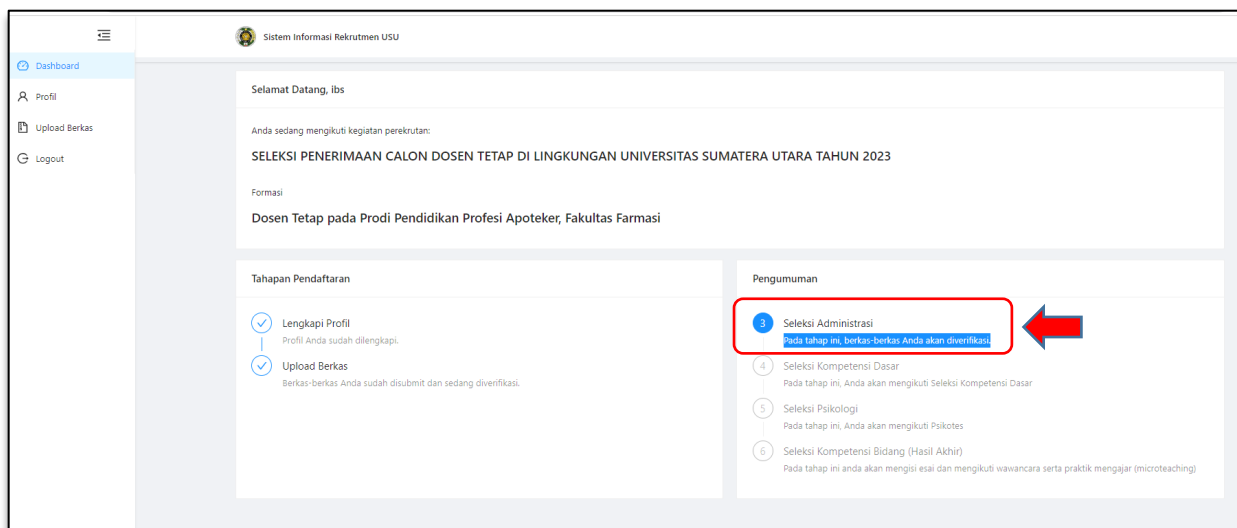 Sistem Informasi Rekrutmen USU
Dashboard
Profil
Upload Berkas
Logout
Selamat Datang, ibs
Anda sedang mengikuti kegiatan perekrutan:
SELEKSI PENERIMAAN CALON DOSEN TETAP DI LINGKUNGAN UNIVERSITAS SUMATERA UTARA TAHUN 2023
Formasi
Dosen Tetap pada Prodi Pendidikan Profesi Apoteker, Fakultas Farmasi
Tahapan Pendaftaran
Lengkapi Profil
Profil Anda sudah dilengkapi.
Upload Berkas
Berkas-berkas Anda sudah disubmit dan sedang diverifikasi.
Pengumuman
3 Seleksi Administrasi
Pada tahap ini, berkas-berkas Anda akan diverifikasi.
4 Seleksi Kompetensi Dasar
Pada tahap ini, Anda akan mengikuti Seleksi Kompetensi Dasar
5 Seleksi Psikologi
Pada tahap ini, Anda akan mengikuti Psikotes
6 Seleksi Kompetensi Bidang (Hasil Akhir)
Pada tahap ini anda akan mengisi esai dan mengikuti wawancara serta praktik mengajar (microteaching)